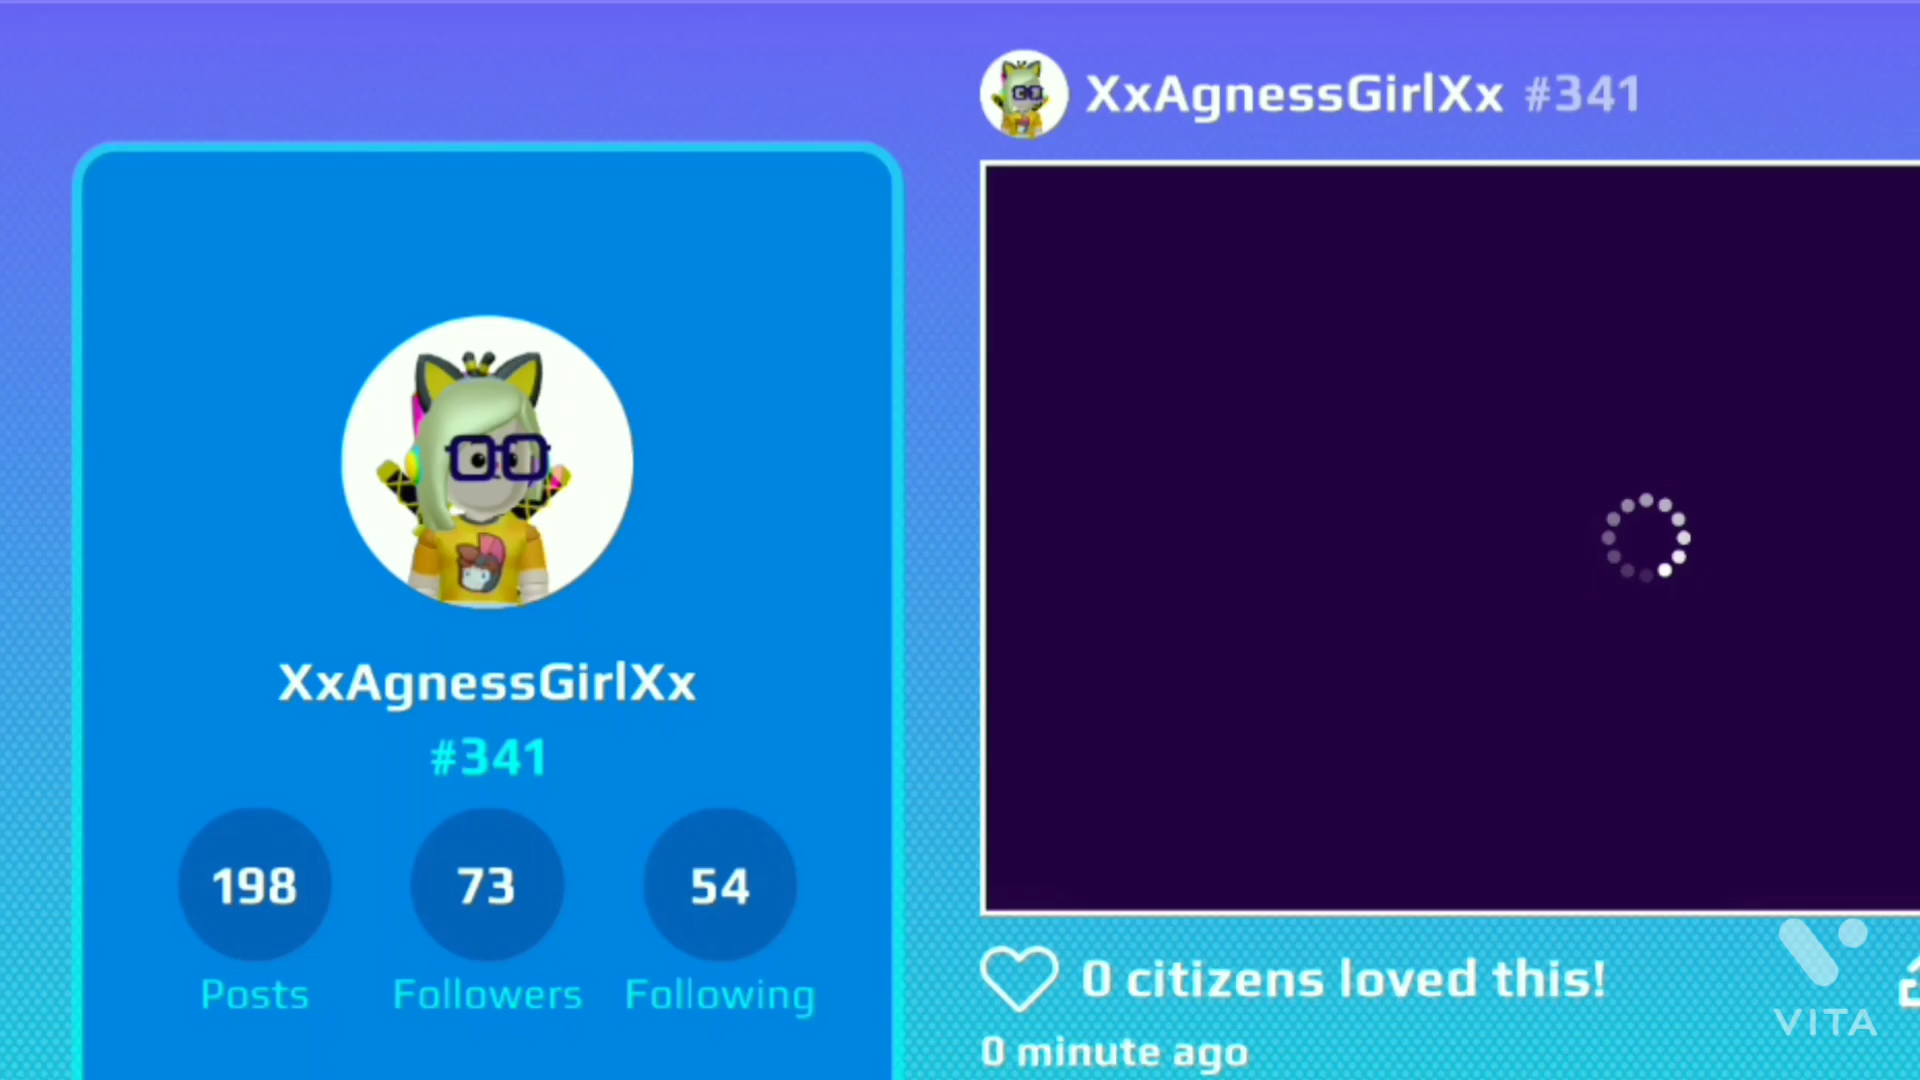 XxAgnessGirlXx #341
XxAgnessGirlXx
#341
198 73 54
Posts Followers Following
0 citizens loved this!
0 minute ago
VITA